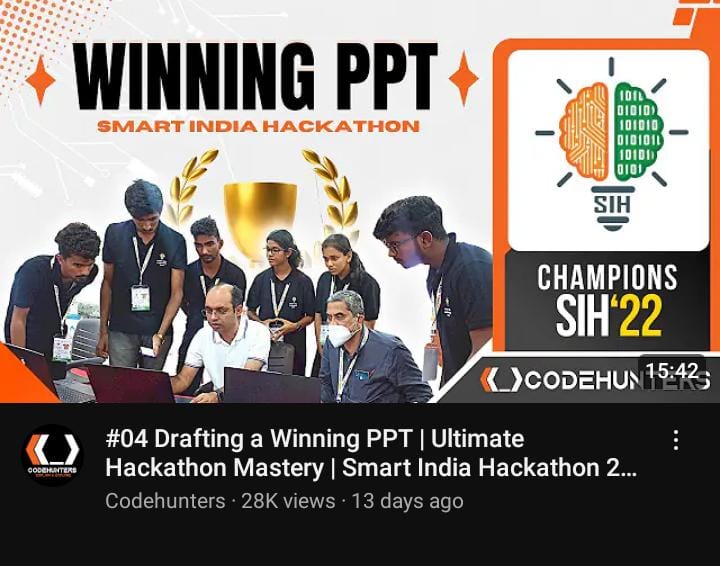 WINNING PPT
SMART INDIA HACKATHON
SIH
CHAMPIONS
SIH‘22
CODEHUNTERS
15:42
CODEHUNTERS
#04 Drafting a Winning PPT | Ultimate
Hackathon Mastery | Smart India Hackathon 2...
Codehunters · 28K views · 13 days ago